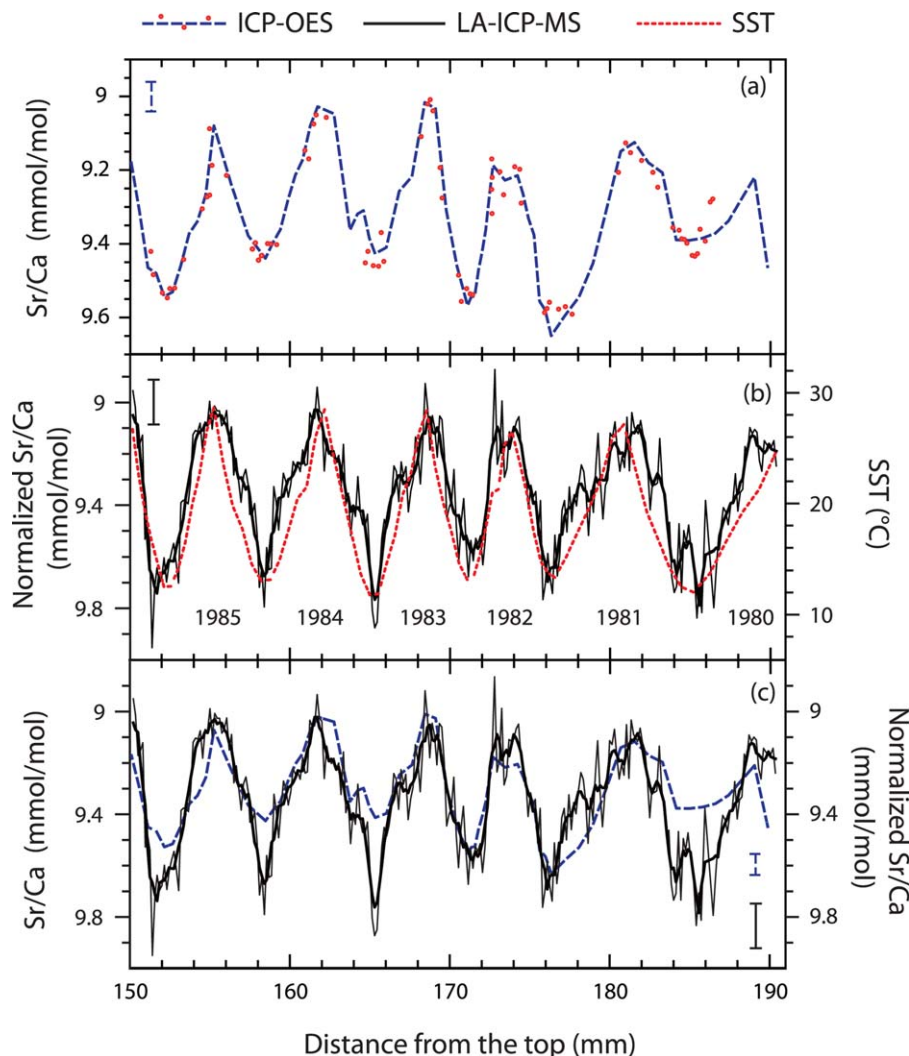 ICP-OES LA-ICP-MS SST
(a)
Sr/Ca (mmol/mol)
9
9.2
9.4
9.6
(b)
Normalized Sr/Ca
(mmol/mol)
9
9.4
9.8
30
20
10
SST (°C)
1985 1984 1983 1982 1981 1980
(c)
Sr/Ca (mmol/mol)
9
9.4
9.8
9
9.4
9.8
Normalized Sr/Ca
(mmol/mol)
150 160 170 180 190
Distance from the top (mm)